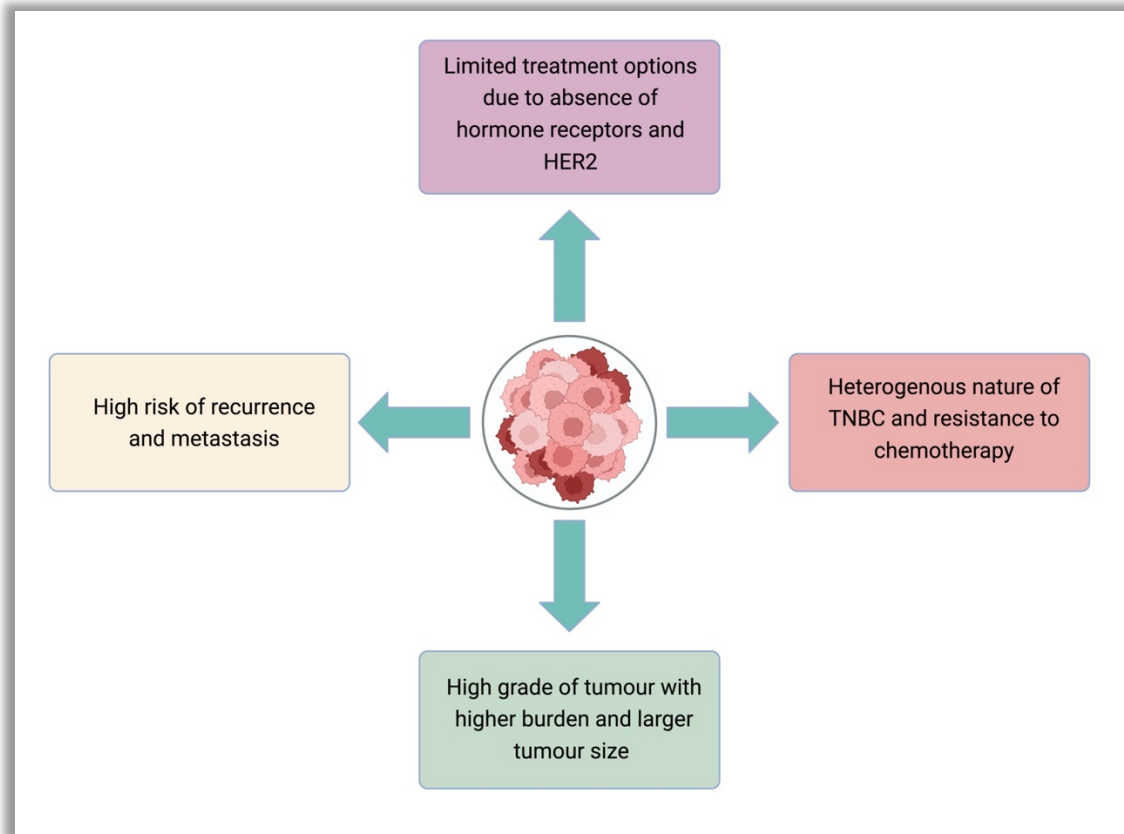 Limited treatment options
due to absence of
hormone receptors and
HER2
High risk of recurrence
and metastasis
Heterogenous nature of
TNBC and resistance to
chemotherapy
High grade of tumour with
higher burden and larger
tumour size